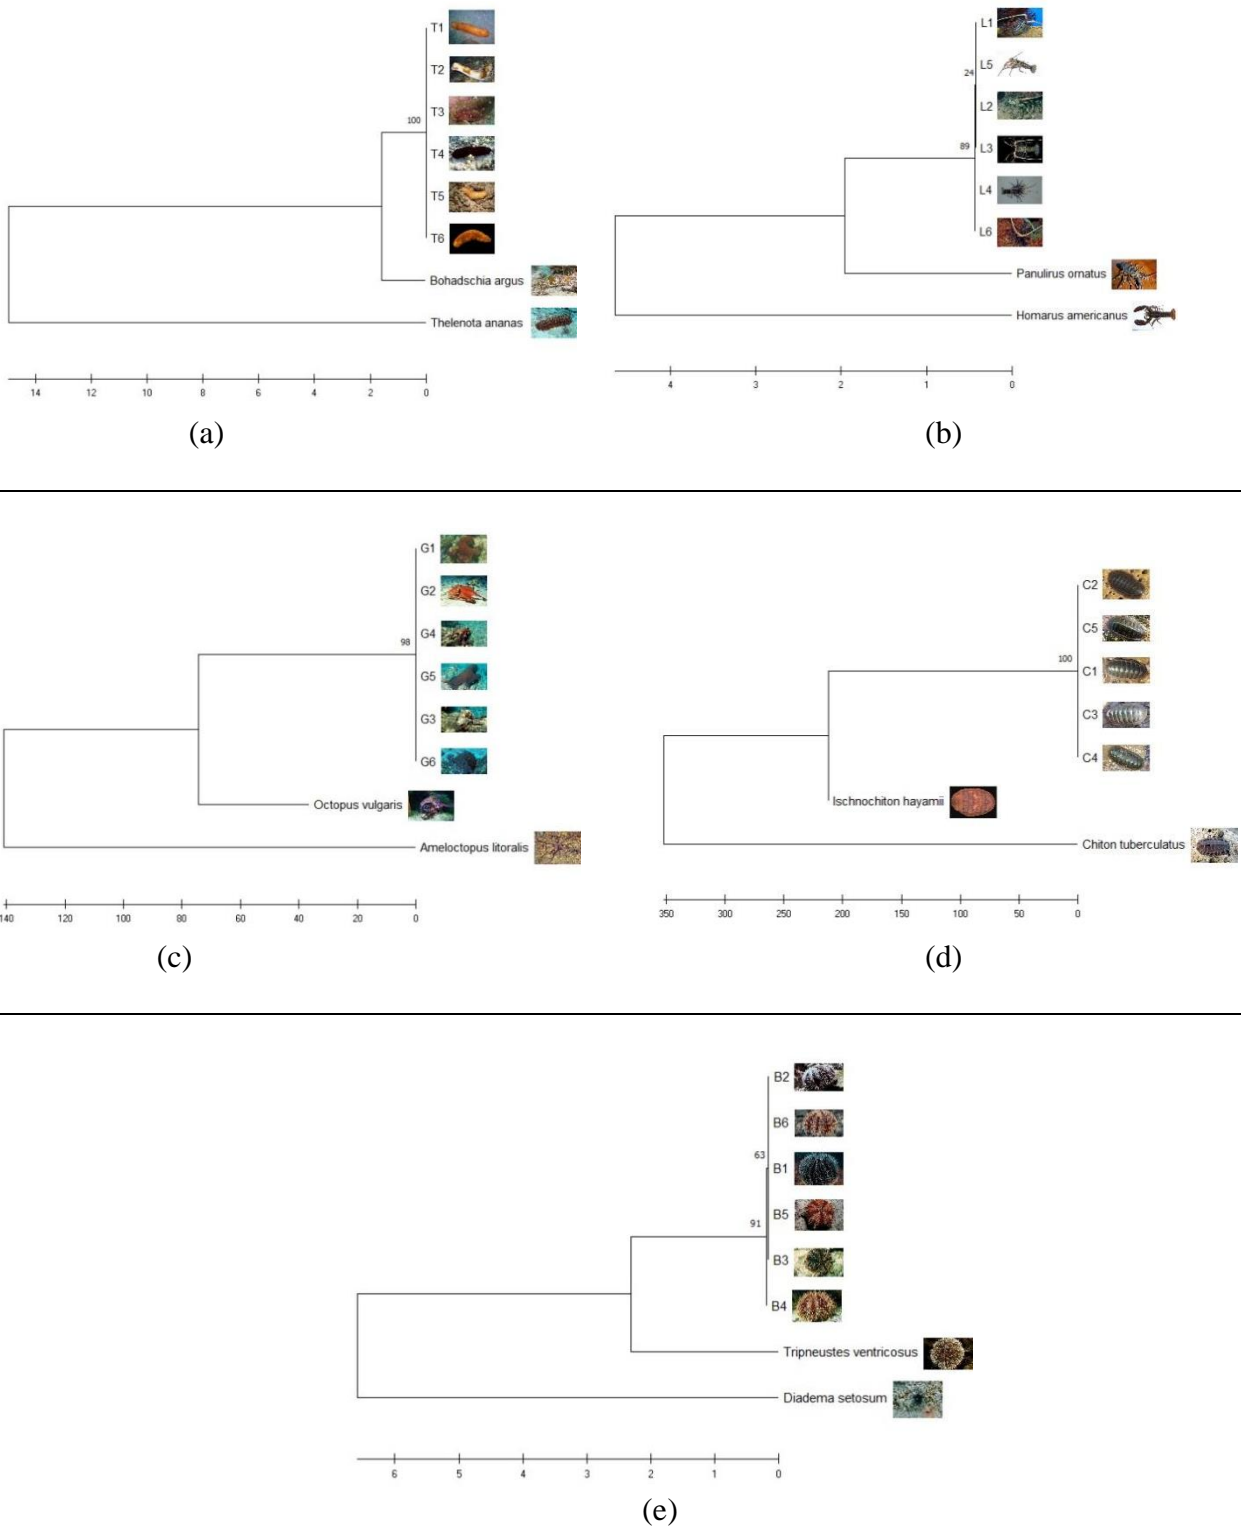 T1
T2
T3
100
T4
T5
T6
Bohadschia argus
Thelenota ananas
14 12 10 8 6 4 2 0
(a)
L1
L5
24
L2
89
L3
L4
L6
Panulirus ornatus
Homarus americanus
4 3 2 1 0
(b)
G1
G2
G4
98
G5
G3
G6
Octopus vulgaris
Ameloctopus litoralis
140 120 100 80 60 40 20 0
(c)
C2
C5
100
C1
C3
C4
Ischnochiton hayamii
Chiton tuberculatus
350 300 250 200 150 100 50 0
(d)
B2
B6
63
B1
B5
91
B3
B4
Tripneustes ventricosus
Diadema setosum
6 5 4 3 2 1 0
(e)